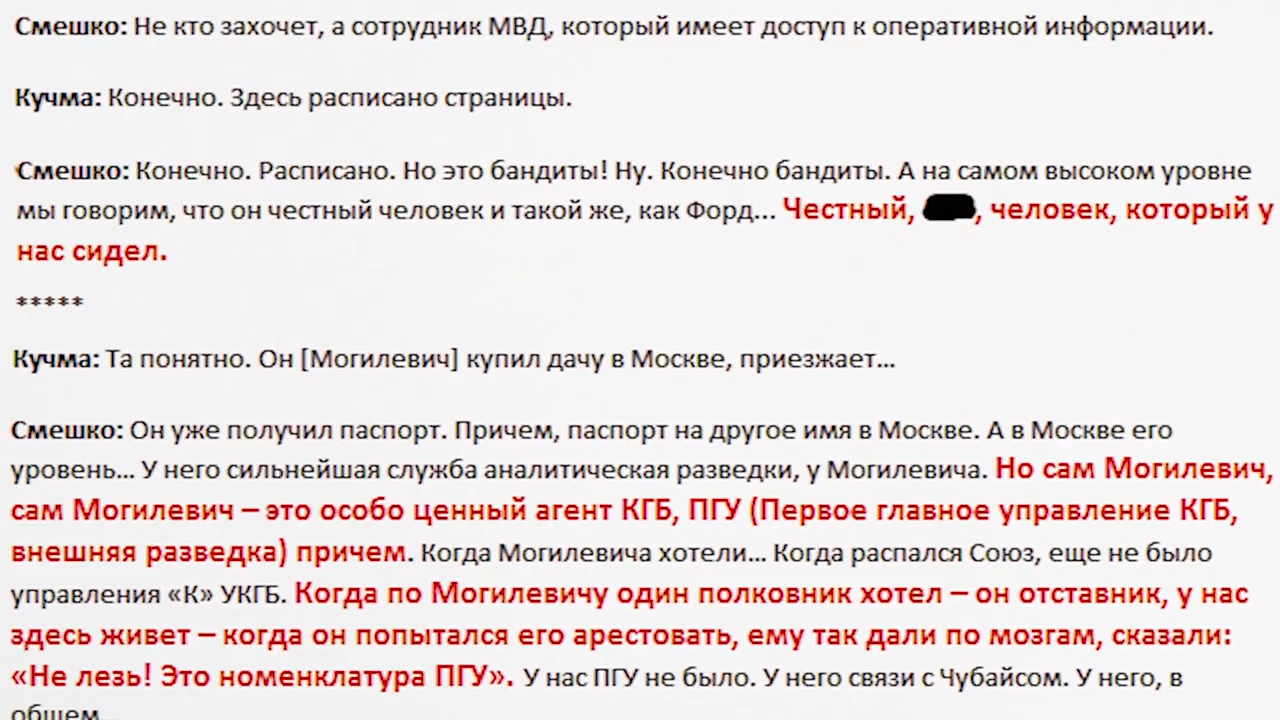 Смешко: Не кто захочет, а сотрудник МВД, который имеет доступ к оперативной информации.
Кучма: Конечно. Здесь расписано страницы.
Смешко: Конечно. Расписано. Но это бандиты! Ну. Конечно бандиты. А на самом высоком уровне
мы говорим, что он честный человек и такой же, как Форд... Честный, , человек, который у
нас сидел.
*****
Кучма: Та понятно. Он [Могилевич] купил дачу в Москве, приезжает...
Смешко: Он уже получил паспорт. Причем, паспорт на другое имя в Москве. А в Москве его
уровень... У него сильнейшая служба аналитическая разведки, у Могилевича. Но сам Могилевич,
сам Могилевич – это особо ценный агент КГБ, ПГУ (Первое главное управление КГБ,
внешняя разведка) причем. Когда Могилевича хотели... Когда распался Союз, еще не было
управления «К» УКГБ. Когда по Могилевичу один полковник хотел – он отставник, у нас
здесь живет – когда он попытался его арестовать, ему так дали по мозгам, сказали:
«Не лезь! Это номенклатура ПГУ». У нас ПГУ не было. У него связи с Чубайсом. У него, в
общем...